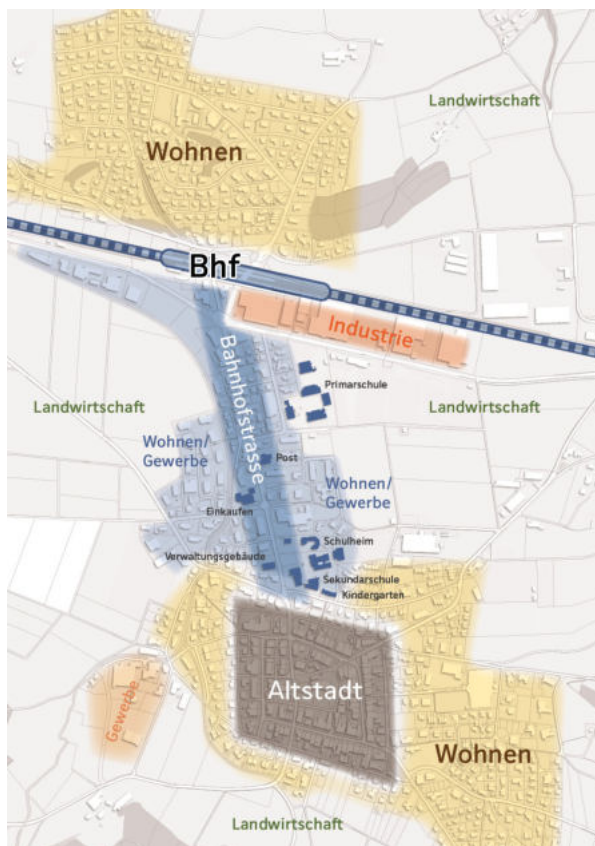 Landwirtschaft
Wohnen
Bhf
Industrie
Bahnhofstrasse
Primarschule
Landwirtschaft
Landwirtschaft
Wohnen/
Gewerbe
Post
Wohnen/
Gewerbe
Einkaufen
Schulheim
Verwaltungsgebäude
Sekundarschule
Kindergarten
Altstadt
Gewerbe
Wohnen
Landwirtschaft